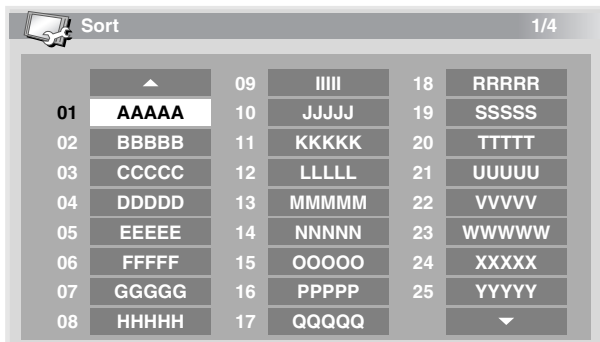 Sort 1/4
09 IIIII 18 RRRRR
01 AAAAA 10 JJJJJ 19 SSSSS
02 BBBBB 11 KKKKK 20 TTTTT
03 CCCCC 12 LLLLL 21 UUUUU
04 DDDDD 13 MMMMM 22 VVVVV
05 EEEEE 14 NNNNN 23 WWWWW
06 FFFFF 15 OOOOO 24 XXXXX
07 GGGGG 16 PPPPP 25 YYYYY
08 HHHHH 17 QQQQQ